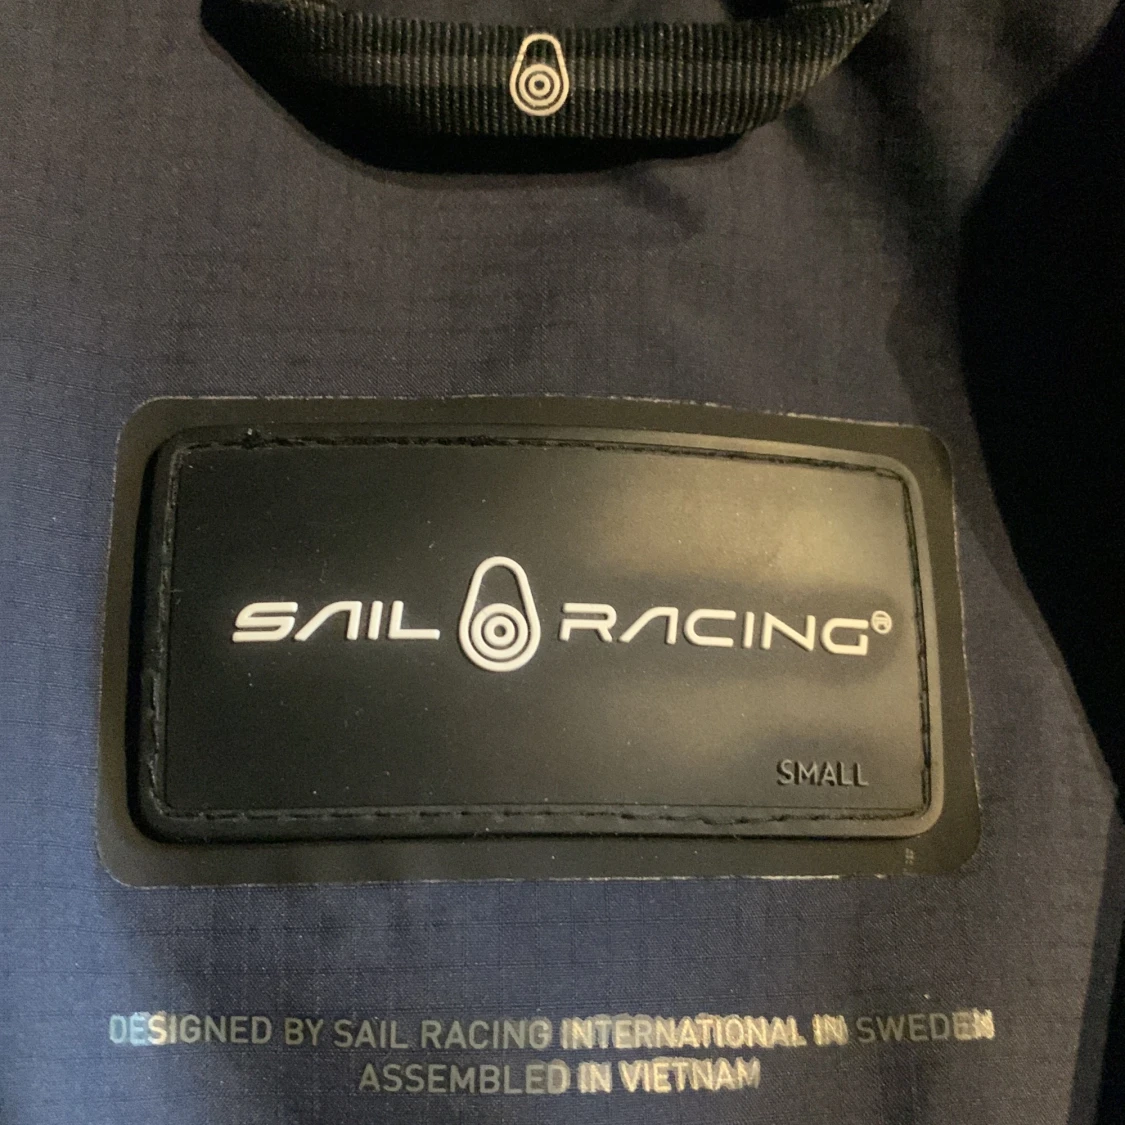 SAIL RACING®
SMALL
DESIGNED BY SAIL RACING INTERNATIONAL IN SWEDEN
ASSEMBLED IN VIETNAM